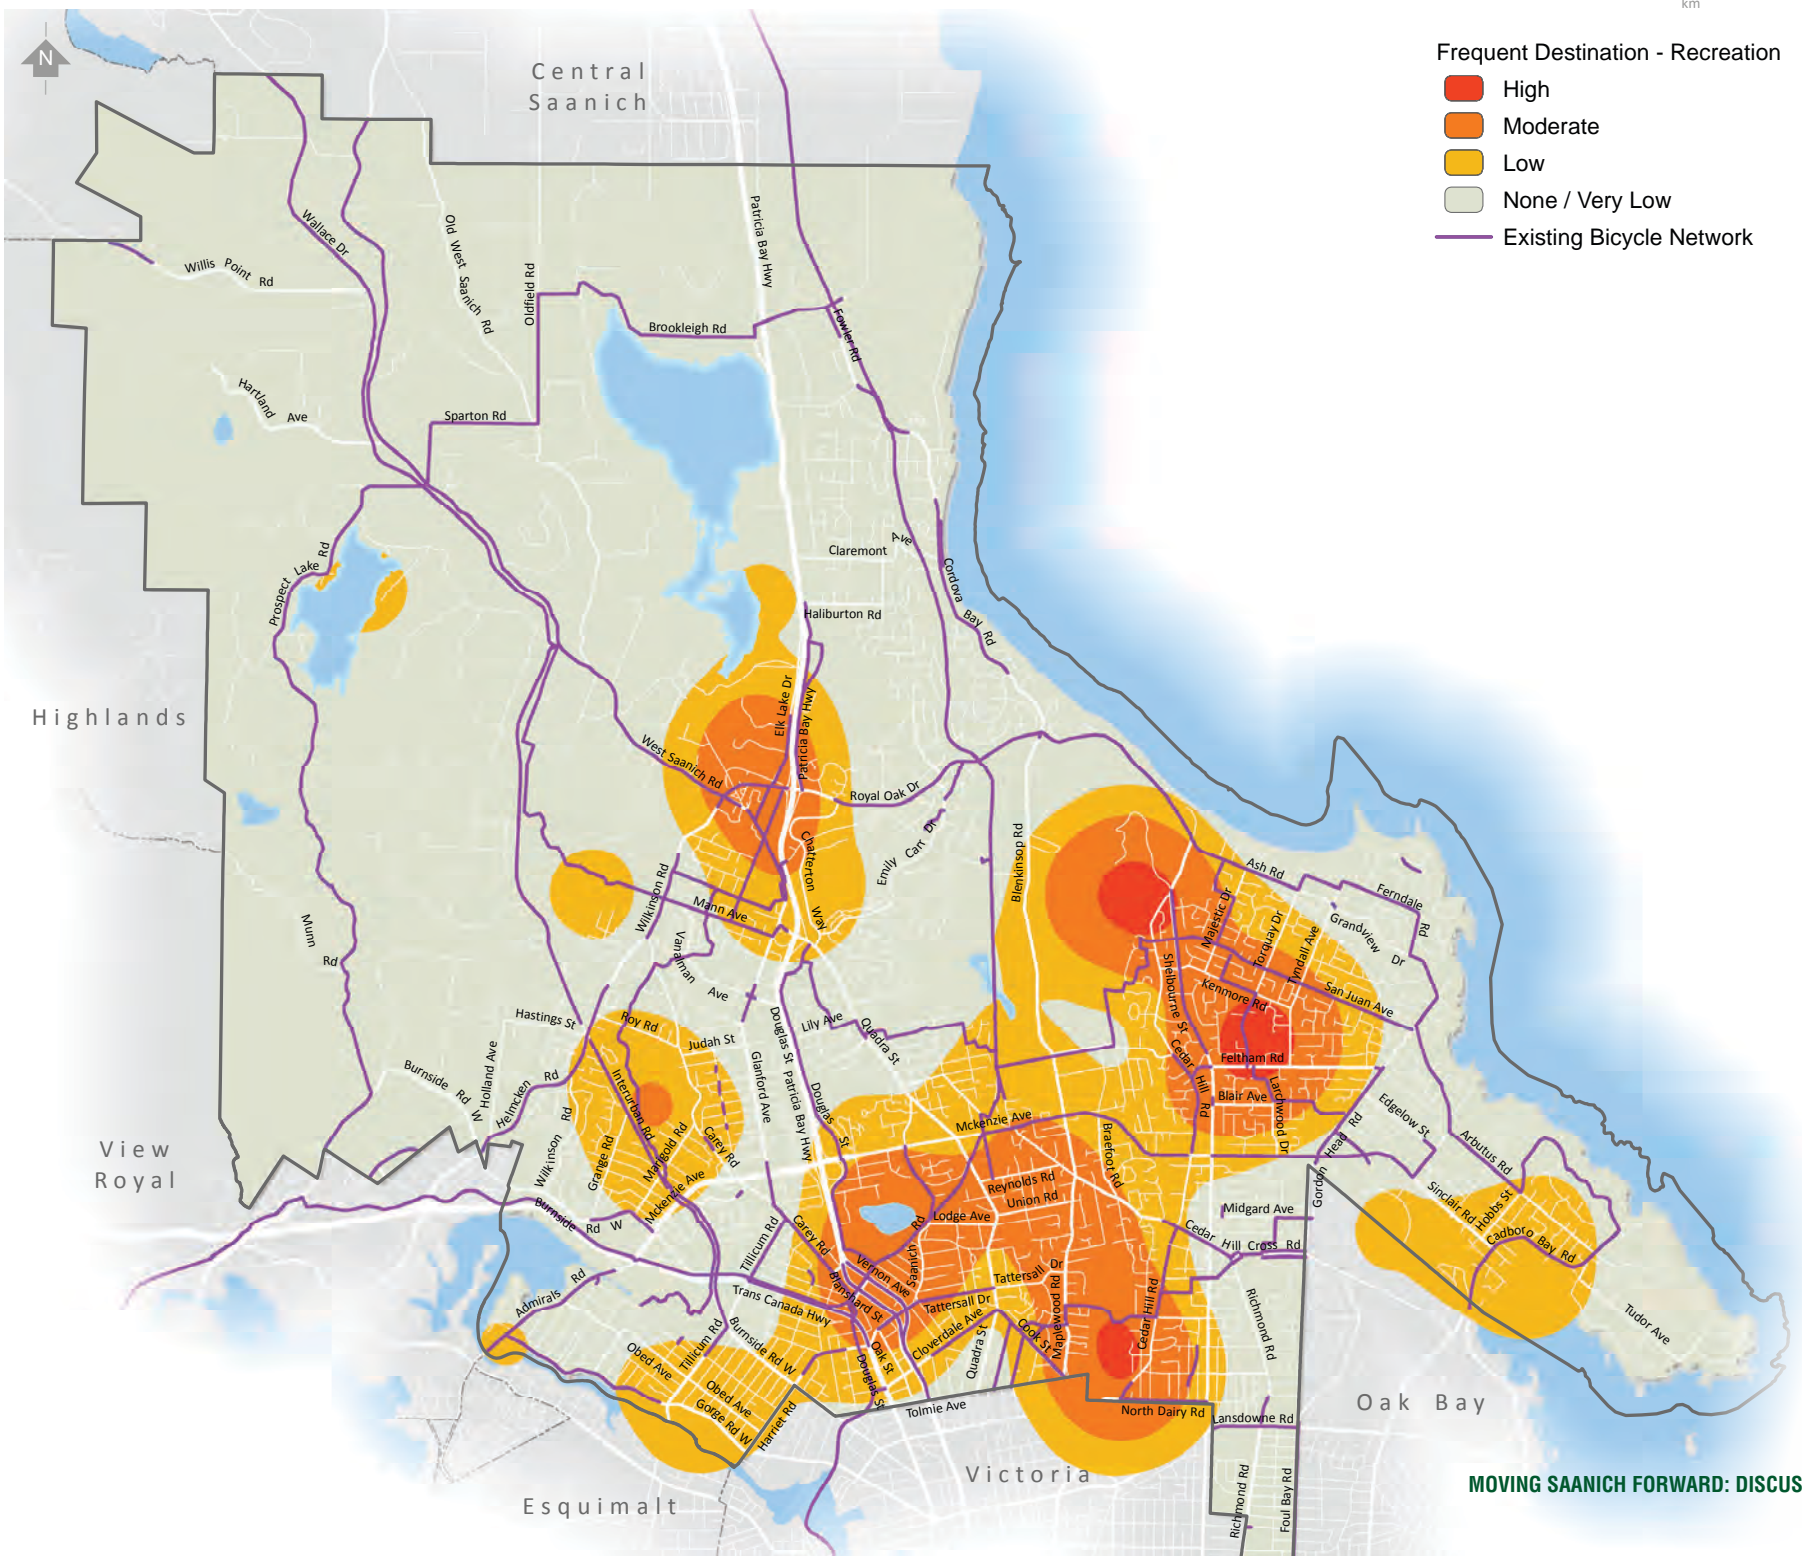 km
N
Frequent Destination - Recreation
High
Moderate
Low
None / Very Low
Existing Bicycle Network
Central
Saanich
Patricia Bay Hwy
Wallace Dr
Old West Saanich Rd
Willis Point Rd
Oldfield Rd
Brookleigh Rd
Fowler Rd
Hartland Ave
Sparton Rd
Claremont Ave
Prospect Lake Rd
Cordova Bay Rd
Haliburton Rd
Highlands
Elk Lake Dr
Patricia Bay Hwy
West Saanich Rd
Royal Oak Dr
Emily Carr Dr
Blenkinsop Rd
Chatterton Way
Ash Rd
Ferndale Rd
Wilkinson Rd
Mann Ave
Majestic Dr
Torquay Dr
Tyndall Ave
Grandview Dr
Munn Rd
Vanalman Ave
Shelbourne St
Kenmore Rd
San Juan Ave
Hastings St
Roy Rd
Judah St
Lily Ave
Quadra St
Douglas St
Patricia Bay Hwy
Glanford Ave
Feltham Rd
Cedar Hill Rd
Burnside Rd W
Holland Ave
Helmcken Rd
Interurban Rd
Blair Ave
Larchwood Dr
Edgelow St
Mckenzie Ave
Douglas St
Wilkinson Rd
Grange Rd
Marigold Rd
Carey Rd
Braefoot Rd
Gordon Head Rd
Arbutus Rd
View
Royal
Reynolds Rd
Union Rd
Mckenzie Ave
Sinclair Rd
Hobbs St
Burnside Rd W
Lodge Ave
Midgard Ave
Cadboro Bay Rd
Tillicum Rd
Carey Rd
Saanich Rd
Cedar Hill Cross Rd
Vernon Ave
Tattersall Dr
Admirals Rd
Blanshard St
Trans Canada Hwy
Tattersall Dr
Maplewood Rd
Cedar Hill Rd
Richmond Rd
Tudor Ave
Burnside Rd W
Tillicum Rd
Cloverdale Ave
Quadra St
Cook St
Obed Ave
Oak St
Douglas St
Obed Ave
Gorge Rd W
Harriet Rd
Tolmie Ave
North Dairy Rd
Lansdowne Rd
Oak Bay
Victoria
Esquimalt
Richmond Rd
Foul Bay Rd
MOVING SAANICH FORWARD: DISCUS